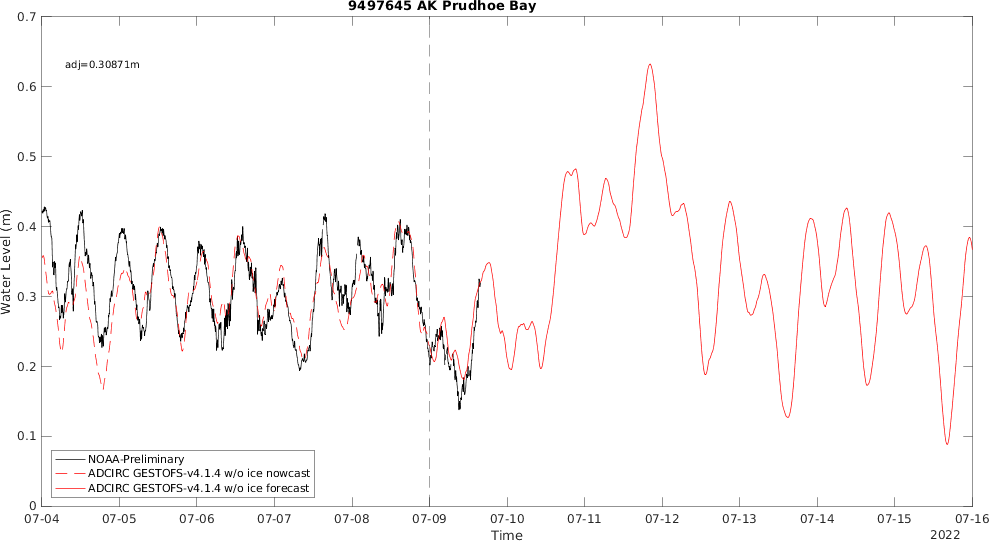 9497645 AK Prudhoe Bay
adj=0.30871m
0.7
0.6
0.5
0.4
0.3
0.2
0.1
0
Water Level (m)
NOAA-Preliminary
ADCIRC GESTOFS-v4.1.4 w/o ice nowcast
ADCIRC GESTOFS-v4.1.4 w/o ice forecast
07-04 07-05 07-06 07-07 07-08 07-09 07-10 07-11 07-12 07-13 07-14 07-15 07-16
Time
2022